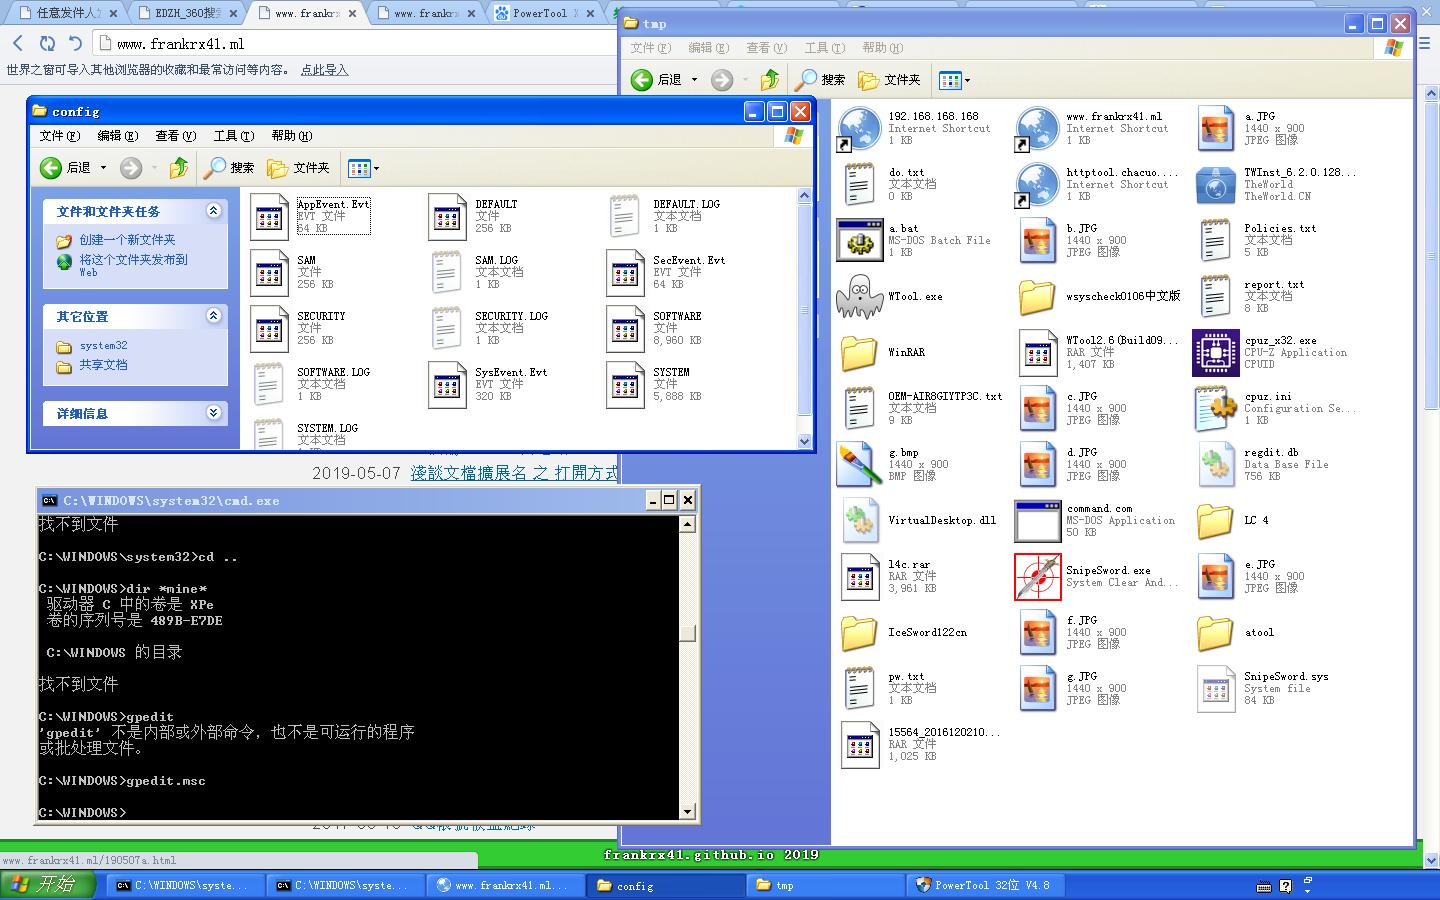 任意发件人
EDZH_360搜
www.frankrx
www.frankrx
PowerTool
www.frankrx41.ml
世界之窗可导入其他浏览器的收藏和最常访问等内容。 点此导入
tmp
文件(F) 编辑(E) 查看(V) 工具(T) 帮助(H)
后退 搜索 文件夹
192.168.168.168
Internet Shortcut
1 KB
www.frankrx41.ml
Internet Shortcut
1 KB
a.JPG
1440 x 900
JPEG 图像
do.txt
文本文档
0 KB
httptool.chacuo....
Internet Shortcut
1 KB
TWInst_6.2.0.128...
TheWorld
TheWorld.CN
a.bat
MS-DOS Batch File
1 KB
b.JPG
1440 x 900
JPEG 图像
Policies.txt
文本文档
5 KB
WTool.exe
wsyscheck0106中文版
report.txt
文本文档
8 KB
WinRAR
WTool2.6(Build09...
RAR 文件
1,407 KB
cpuz_x32.exe
CPU-Z Application
CPUID
OEM-AIR8GIYTP3C.txt
文本文档
9 KB
c.JPG
1440 x 900
JPEG 图像
cpuz.ini
Configuration Se...
1 KB
g.bmp
1440 x 900
BMP 图像
d.JPG
1440 x 900
JPEG 图像
regdit.db
Data Base File
756 KB
VirtualDesktop.dll
command.com
MS-DOS Application
50 KB
LC 4
l4c.rar
RAR 文件
3,961 KB
SnipeSword.exe
System Clear And...
e.JPG
1440 x 900
JPEG 图像
IceSword122cn
f.JPG
1440 x 900
JPEG 图像
atool
pw.txt
文本文档
1 KB
g.JPG
1440 x 900
JPEG 图像
SnipeSword.sys
System file
84 KB
15564_2016120210...
RAR 文件
1,025 KB
config
文件(F) 编辑(E) 查看(V) 工具(T) 帮助(H)
后退 搜索 文件夹
文件和文件夹任务
创建一个新文件夹
将这个文件夹发布到
Web
其它位置
system32
共享文档
详细信息
AppEvent.Evt
EVT 文件
64 KB
DEFAULT
文件
256 KB
DEFAULT.LOG
文本文档
1 KB
SAM
文件
256 KB
SAM.LOG
文本文档
1 KB
SecEvent.Evt
EVT 文件
64 KB
SECURITY
文件
256 KB
SECURITY.LOG
文本文档
1 KB
SOFTWARE
文件
8,960 KB
SOFTWARE.LOG
文本文档
1 KB
SysEvent.Evt
EVT 文件
320 KB
SYSTEM
文件
5,888 KB
SYSTEM.LOG
文本文档
2019-05-07 淺談文檔擴展名 之 打開方式
C:\WINDOWS\system32\cmd.exe
找不到文件
C:\WINDOWS\system32>cd ..
C:\WINDOWS>dir *mine*
驱动器 C 中的卷是 XPe
卷的序列号是 489B-E7DE
C:\WINDOWS 的目录
找不到文件
C:\WINDOWS>gpedit
'gpedit' 不是内部或外部命令，也不是可运行的程序
或批处理文件。
C:\WINDOWS>gpedit.msc
C:\WINDOWS>
frankrx41.github.io 2019
www.frankrx41.ml/190507a.html
开始
C:\WINDOWS\syste...
C:\WINDOWS\syste...
www.frankrx41.ml...
config
tmp
PowerTool 32位 V4.8